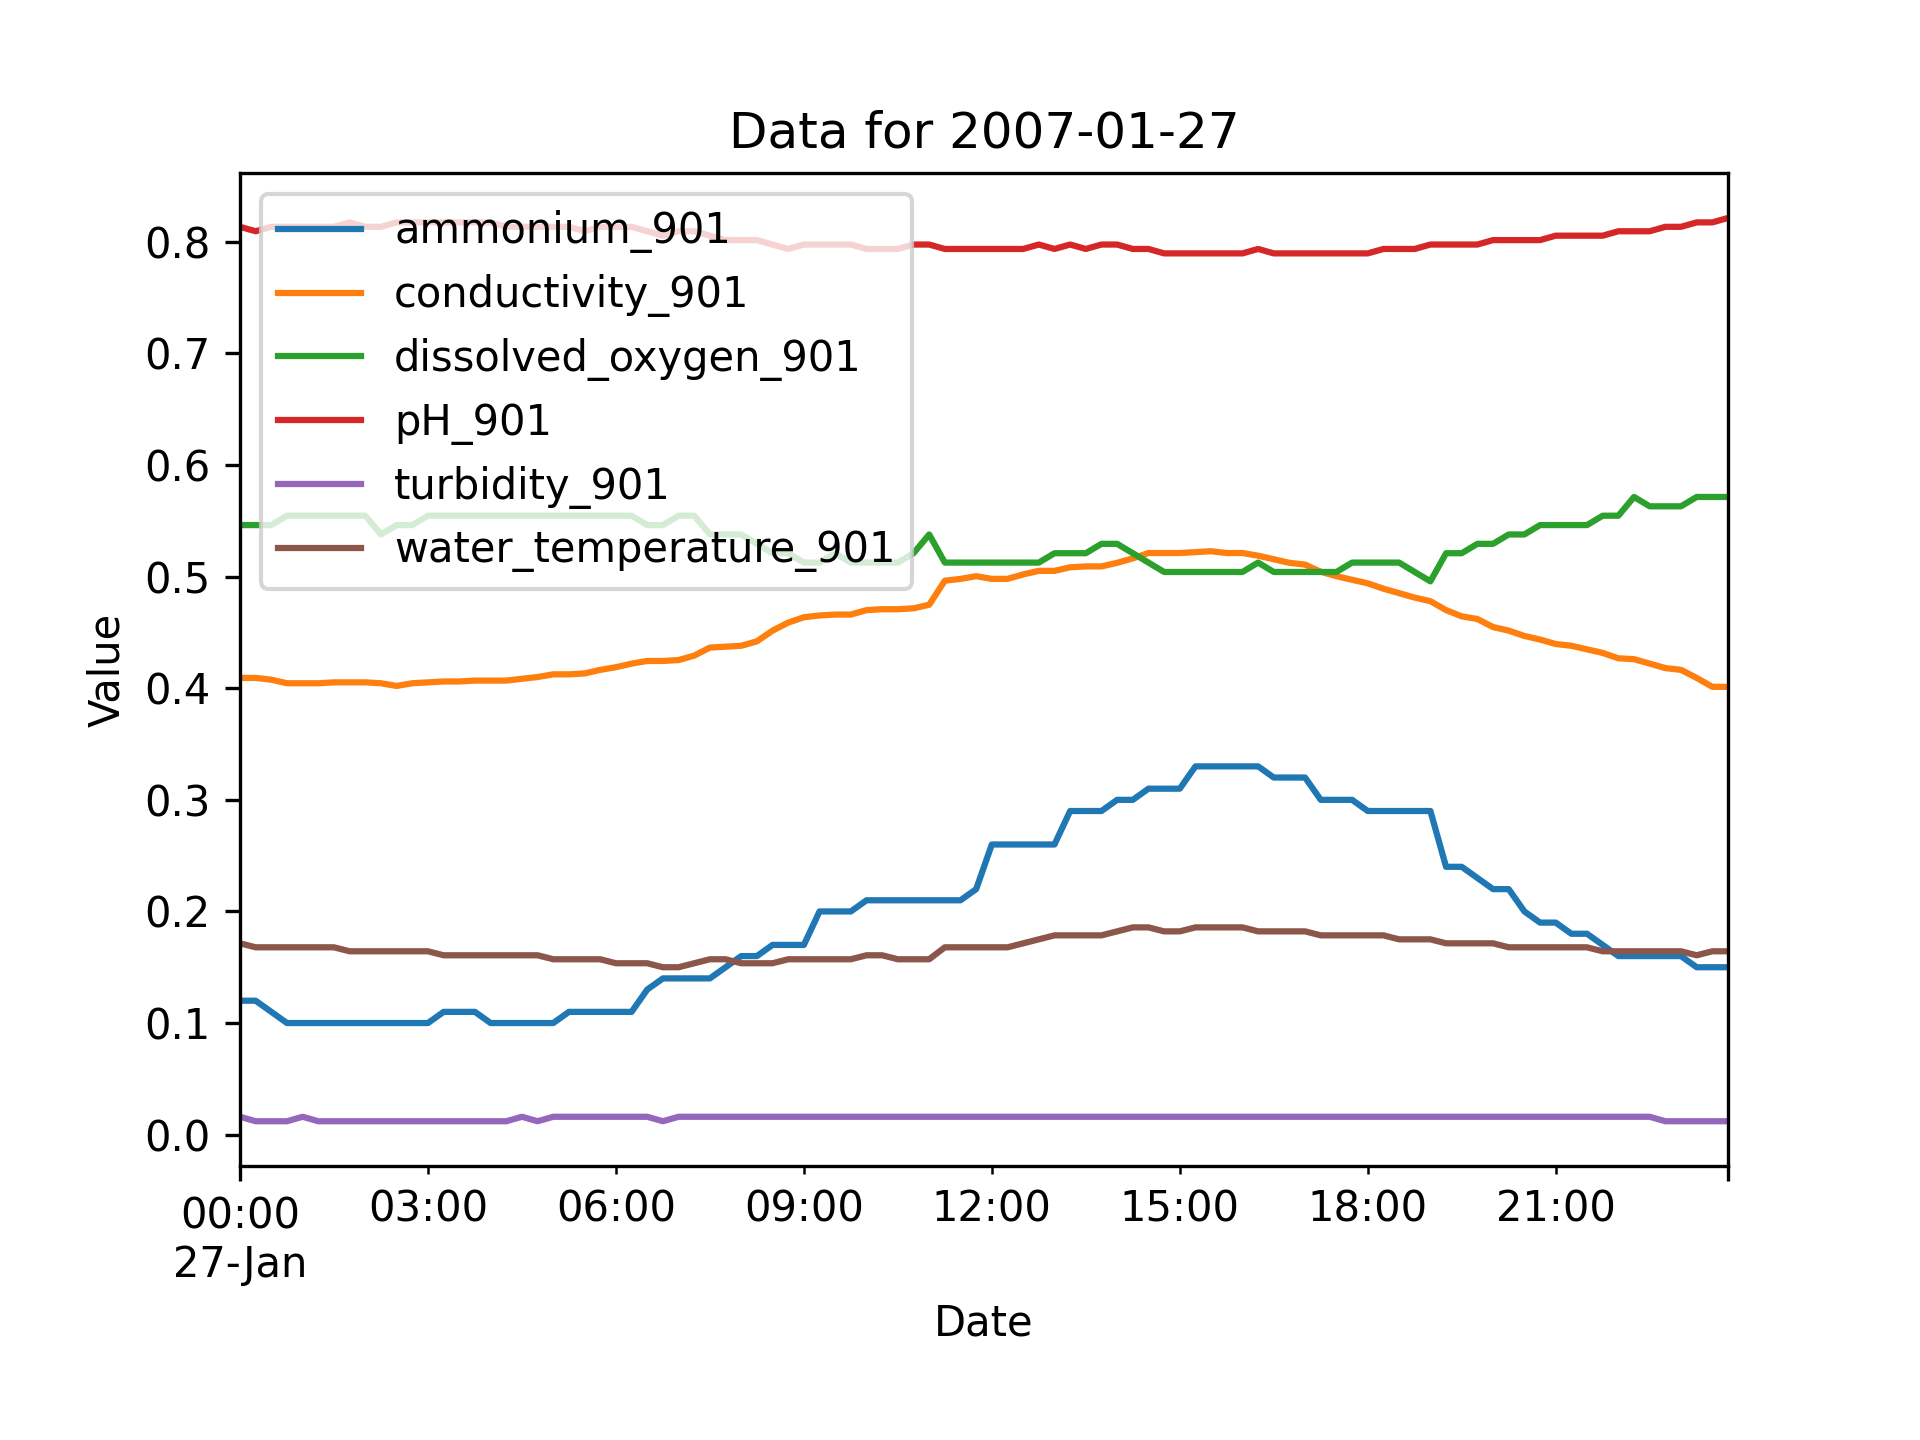 Data for 2007-01-27
ammonium_901
conductivity_901
dissolved_oxygen_901
pH_901
turbidity_901
water_temperature_901
0.8
0.7
0.6
0.5
0.4
0.3
0.2
0.1
0.0
Value
00:00 03:00 06:00 09:00 12:00 15:00 18:00 21:00
27-Jan
Date